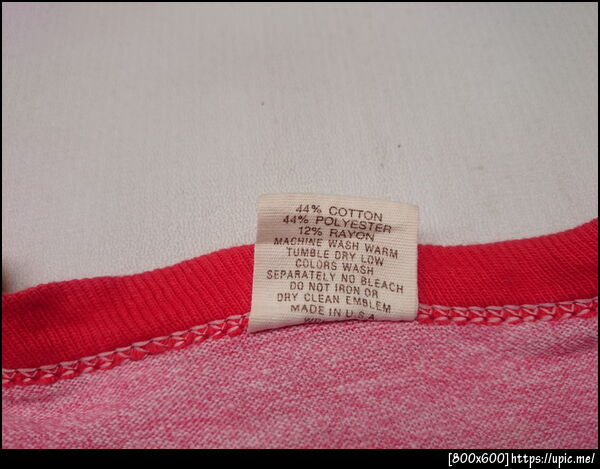 44% COTTON
44% POLYESTER
12% RAYON
MACHINE WASH WARM
TUMBLE DRY LOW
COLORS WASH
SEPARATELY NO BLEACH
DO NOT IRON OR
DRY CLEAN EMBLEM
MADE IN U.S.A
[800x600]https://upic.me/